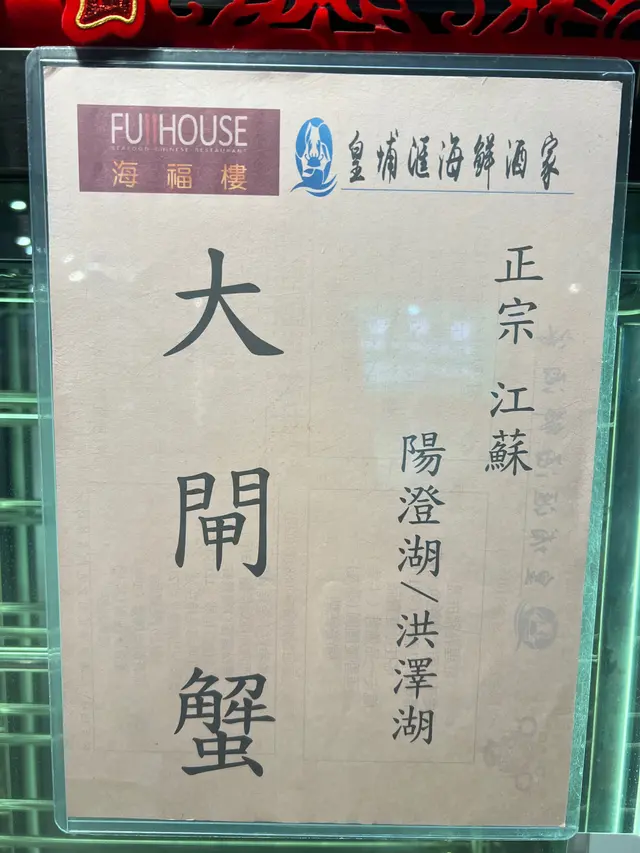 FUllHOUSE
SEAFOOD CHINESE RESTAURANT
海福樓
皇埔滙海鮮酒家
正宗 江蘇
陽澄湖/洪澤湖
大閘蟹